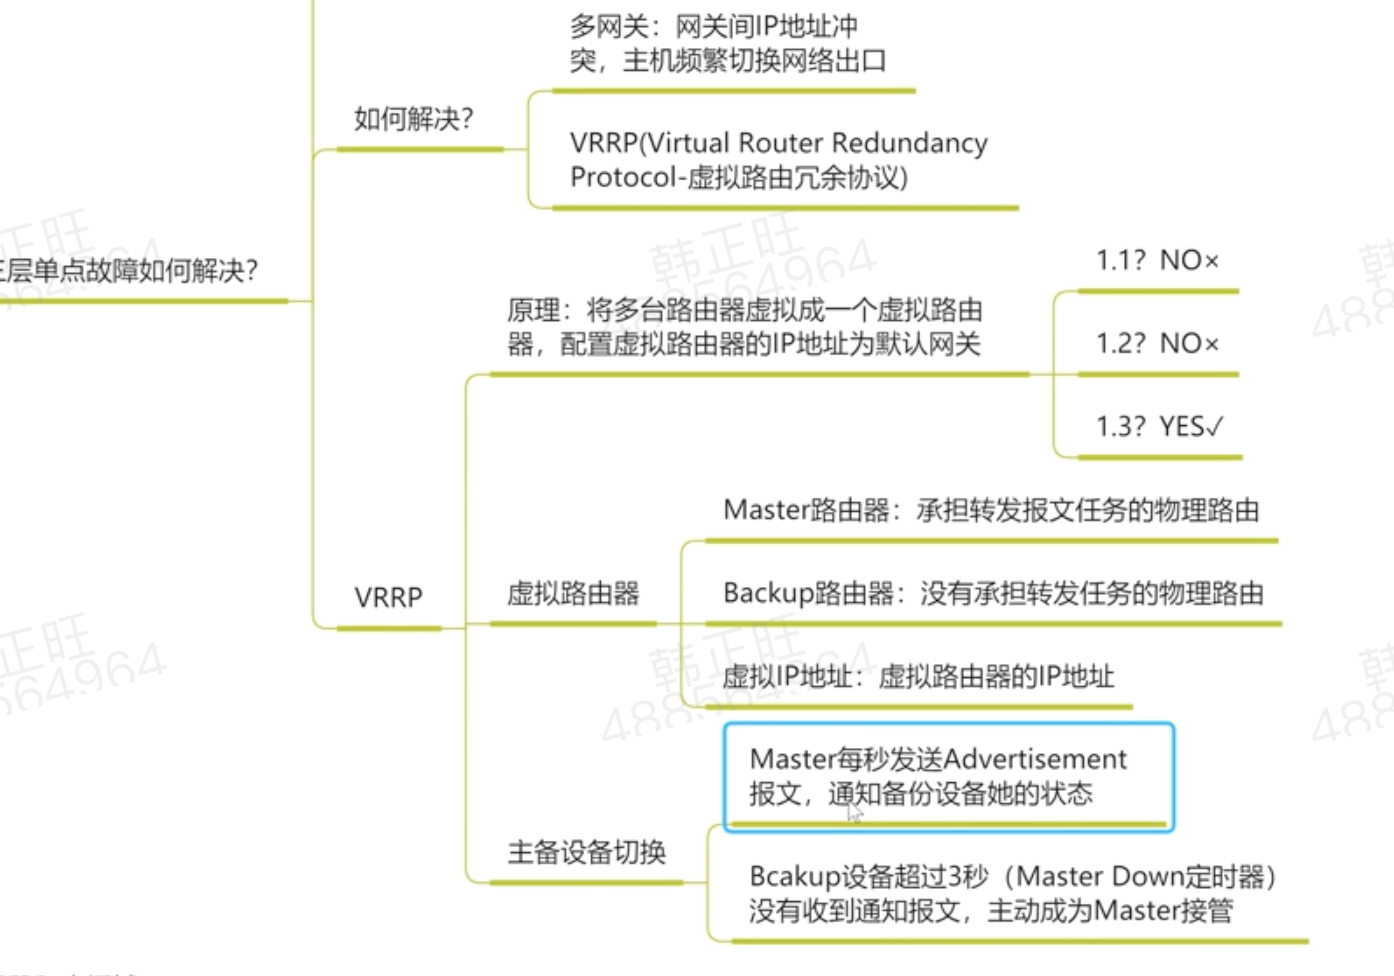 多网关：网关间IP地址冲
突，主机频繁切换网络出口
如何解决？
VRRP(Virtual Router Redundancy
Protocol-虚拟路由冗余协议)
三层单点故障如何解决？
原理：将多台路由器虚拟成一个虚拟路由
器，配置虚拟路由器的IP地址为默认网关
1.1？NO×
1.2？NO×
1.3？YES✓
VRRP
虚拟路由器
Master路由器：承担转发报文任务的物理路由
Backup路由器：没有承担转发任务的物理路由
虚拟IP地址：虚拟路由器的IP地址
主备设备切换
Master每秒发送Advertisement
报文，通知备份设备她的状态
Bcakup设备超过3秒（Master Down定时器）
没有收到通知报文，主动成为Master接管
韩正旺
488564964